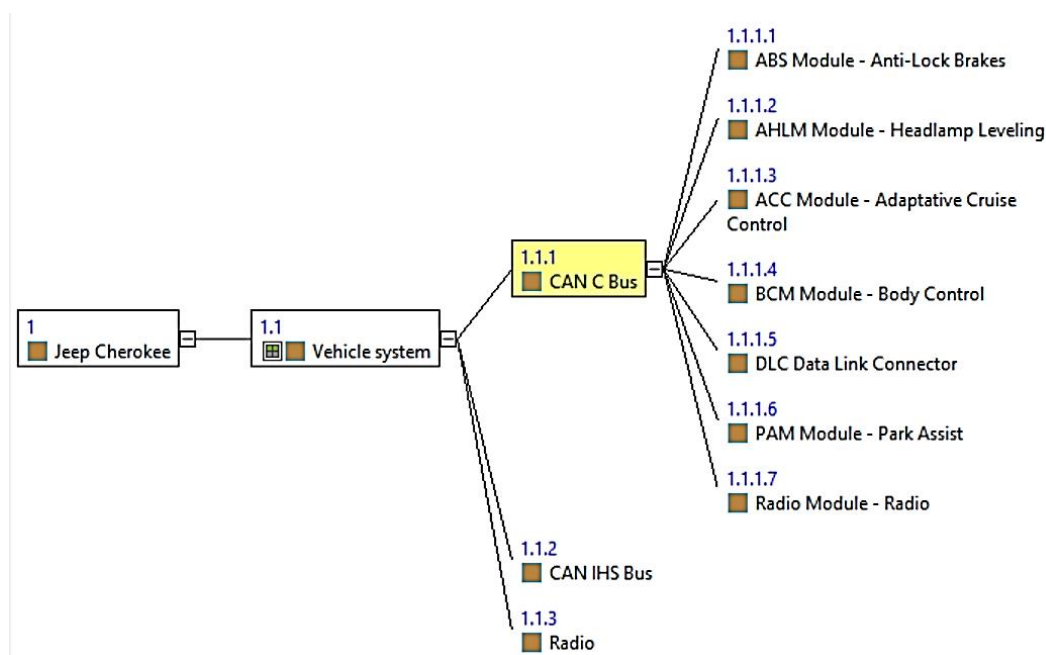 1
Jeep Cherokee
1.1
Vehicle system
1.1.1
CAN C Bus
1.1.1.1
ABS Module - Anti-Lock Brakes
1.1.1.2
AHLM Module - Headlamp Leveling
1.1.1.3
ACC Module - Adaptative Cruise
Control
1.1.1.4
BCM Module - Body Control
1.1.1.5
DLC Data Link Connector
1.1.1.6
PAM Module - Park Assist
1.1.1.7
Radio Module - Radio
1.1.2
CAN IHS Bus
1.1.3
Radio